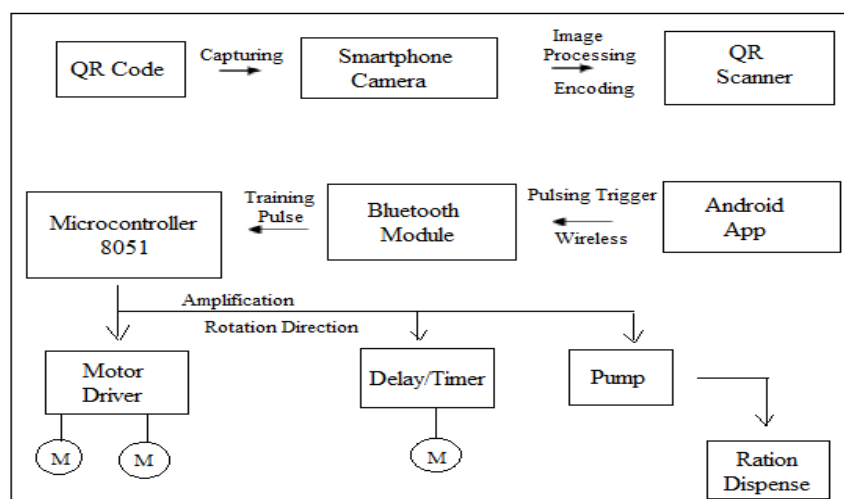 QR Code
Capturing
Smartphone
Camera
Image
Processing
Encoding
QR
Scanner
Microcontroller
8051
Training
Pulse
Bluetooth
Module
Pulsing Trigger
Wireless
Android
App
Amplification
Rotation Direction
Motor
Driver
Delay/Timer
Pump
M
M
M
Ration
Dispense